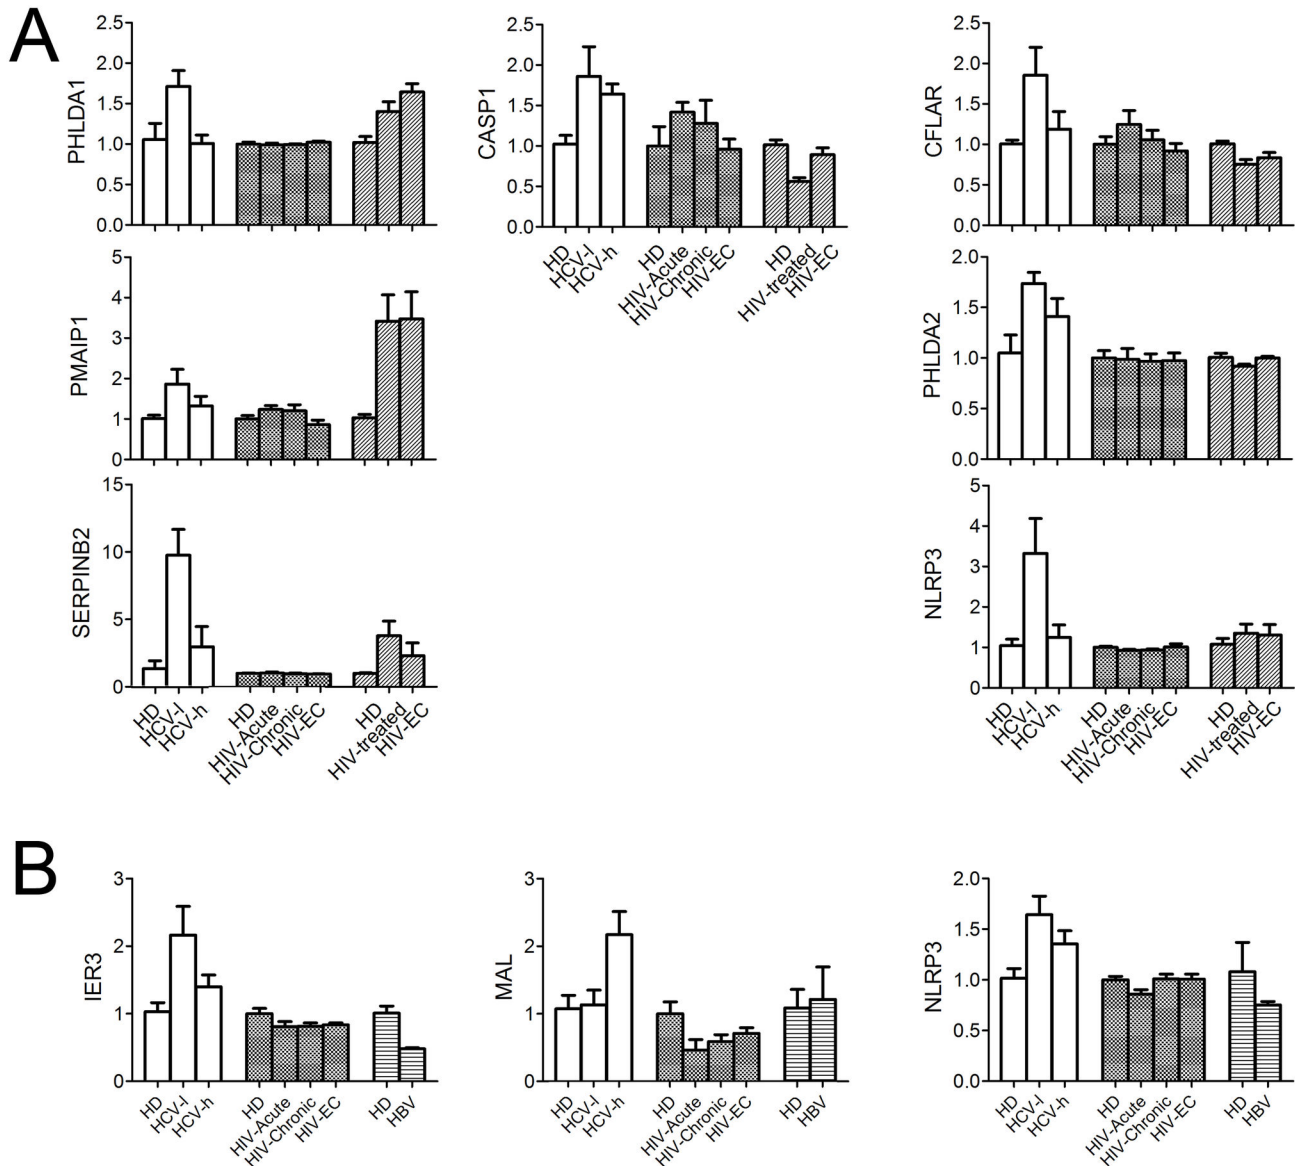 A
PHLDA1
2.5
2.0
1.5
1.0
0.5
0.0
CASP1
2.5
2.0
1.5
1.0
0.5
0.0
HD
HCV-l
HCV-h
HD
HIV-Acute
HIV-Chronic
HIV-EC
HD
HIV-treated
HIV-EC
CFLAR
2.5
2.0
1.5
1.0
0.5
0.0
PMAIP1
5
4
3
2
1
0
PHLDA2
2.0
1.5
1.0
0.5
0.0
SERPINB2
15
10
5
0
HD
HCV-l
HCV-h
HD
HIV-Acute
HIV-Chronic
HIV-EC
HD
HIV-treated
HIV-EC
NLRP3
5
4
3
2
1
0
HD
HCV-l
HCV-h
HD
HIV-Acute
HIV-Chronic
HIV-EC
HD
HIV-treated
HIV-EC
B
IER3
3
2
1
0
HD
HCV-l
HCV-h
HD
HIV-Acute
HIV-Chronic
HIV-EC
HD
HBV
MAL
3
2
1
0
HD
HCV-l
HCV-h
HD
HIV-Acute
HIV-Chronic
HIV-EC
HD
HBV
NLRP3
2.0
1.5
1.0
0.5
0.0
HD
HCV-l
HCV-h
HD
HIV-Acute
HIV-Chronic
HIV-EC
HD
HBV